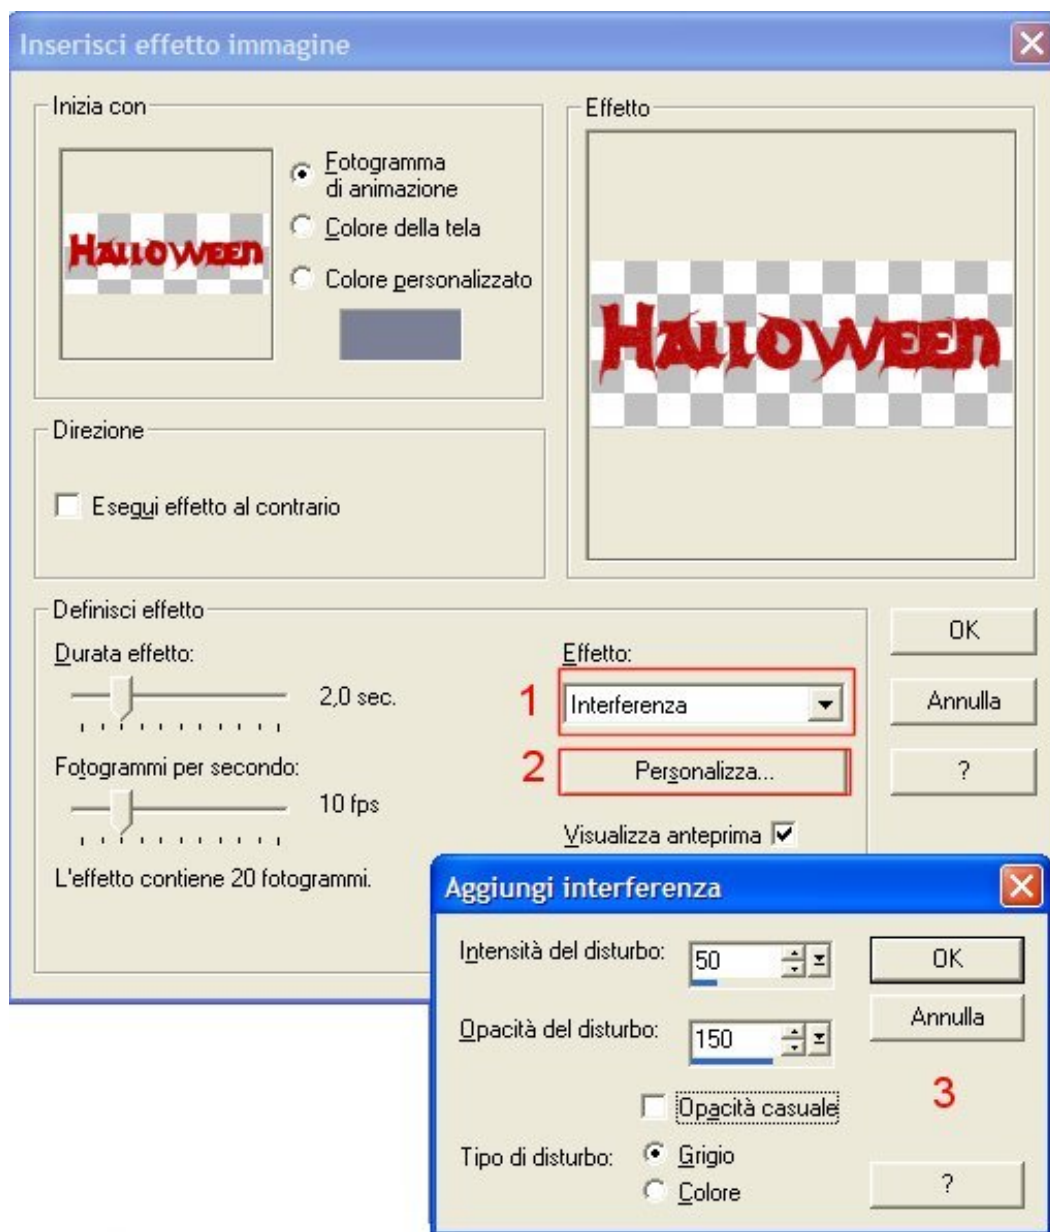 Inserisci effetto immagine
Inizia con
HALLOWEEN
Fotogramma
di animazione
Colore della tela
Colore personalizzato
Effetto
HALLOWEEN
Direzione
Esegui effetto al contrario
Definisci effetto
Durata effetto:
2,0 sec.
Fotogrammi per secondo:
10 fps
L'effetto contiene 20 fotogrammi.
Effetto:
1 Interferenza
2 Personalizza...
Visualizza anteprima
OK
Annulla
?
Aggiungi interferenza
Intensità del disturbo: 50
Opacità del disturbo: 150
Opacità casuale
Tipo di disturbo: Grigio
Colore
OK
Annulla
3
?